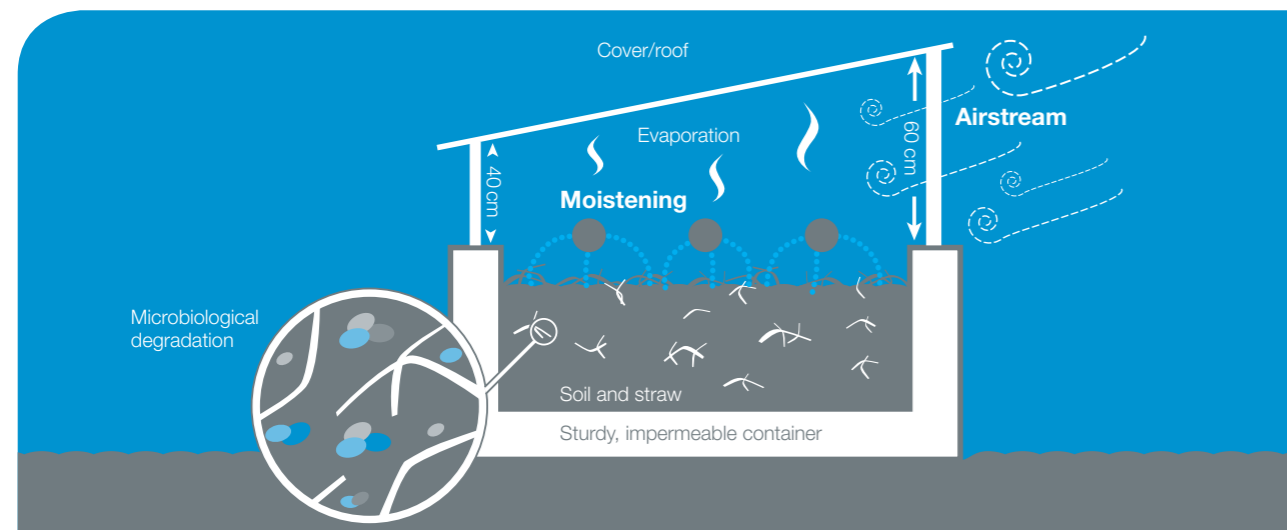 Cover/roof
Airstream
60 cm
Evaporation
40 cm
Moistening
Microbiological
degradation
Soil and straw
Sturdy, impermeable container